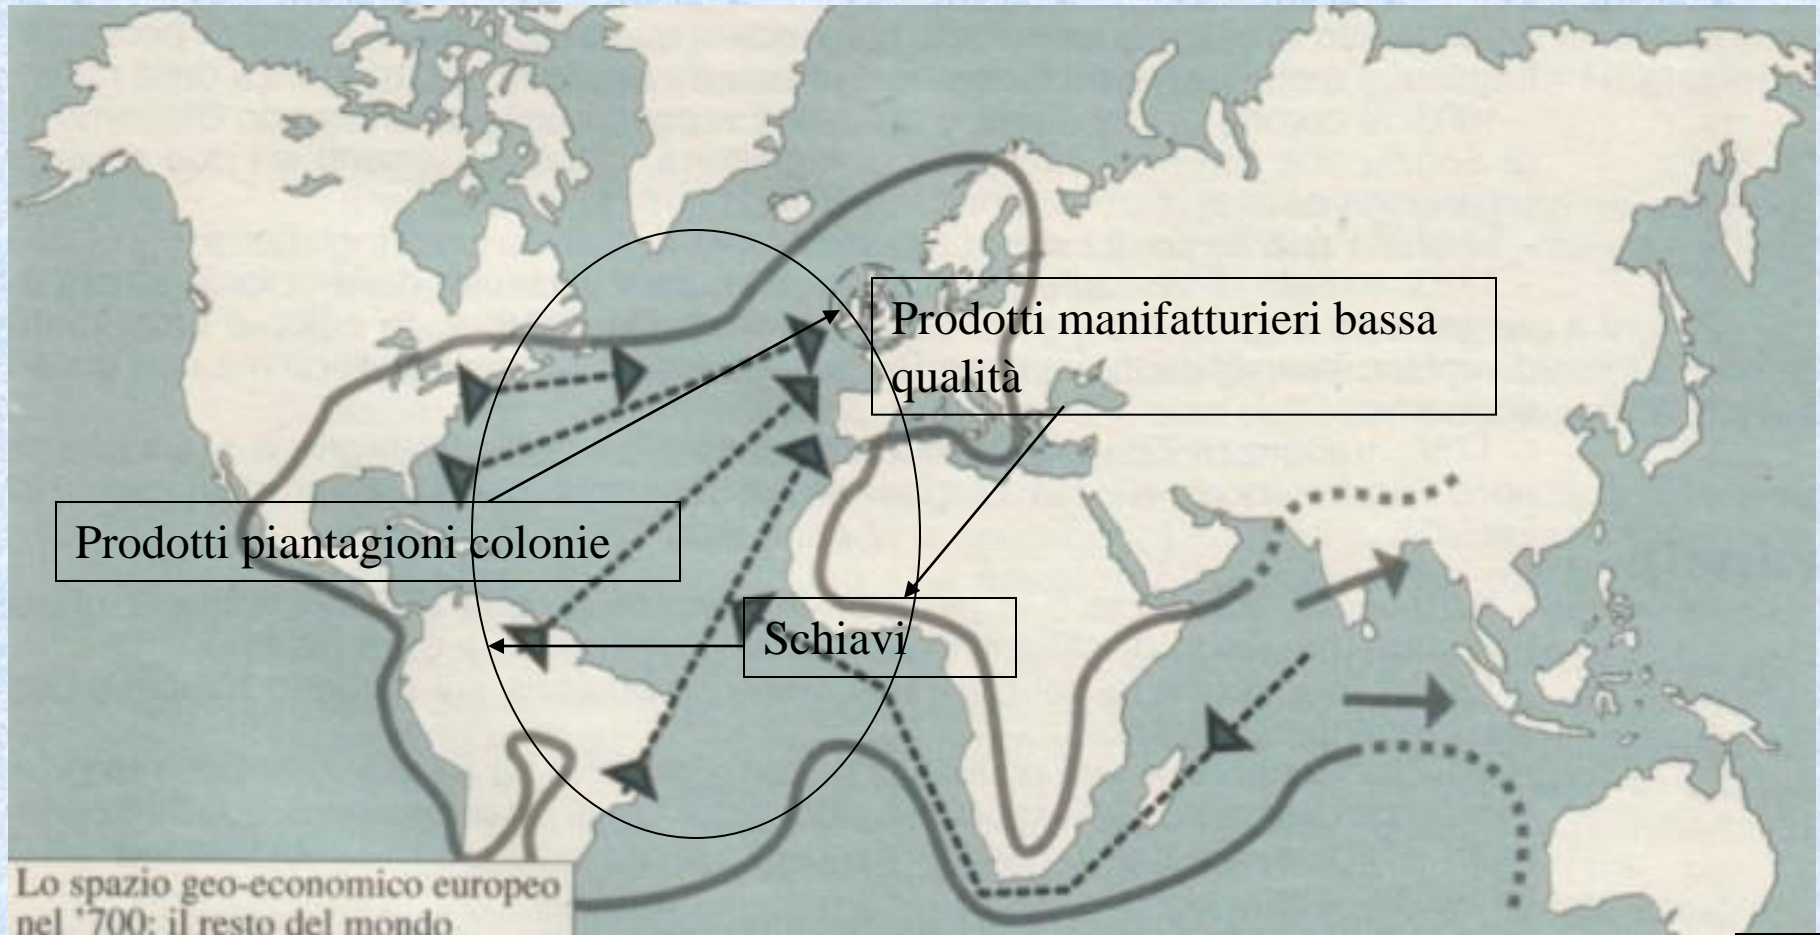 Prodotti manifatturieri bassa
qualità
Prodotti piantagioni colonie
Schiavi
Lo spazio geo-economico europeo
nel ’700: il resto del mondo